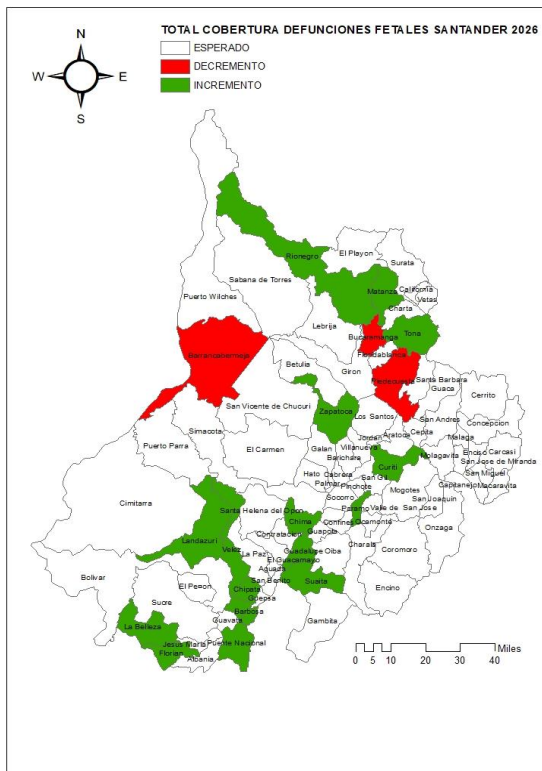 TOTAL COBERTURA DEFUNCIONES FETALES SANTANDER 2026
ESPERADO
DECREMENTO
INCREMENTO
N
W E
S
El Playon
Surata
Rionegro
Sabana de Torres
Matanza
California
Vetas
Charta
Puerto Wilches
Lebrija
Bucaramanga
Tona
Floridablanca
Barrancabermeja
Betulia
Giron
Piedecuesta
Santa Barbara
Guaca
Cerrito
San Vicente de Chucuri
Zapatoca
Los Santos
San Andres
Concepcion
Simacota
Jordan
Aratoca
Cepita
Malaga
Puerto Parra
El Carmen
Galan
Villanueva
Barichara
Curiti
Molagavita
Enciso
Carcasi
San Jose de Miranda
Hato
Cabrera
San Gil
San Miguel
Palmar
Pinchote
Mogotes
Capitanejo
Macaravita
Cimitarra
Socorro
San Joaquin
Santa Helena del Opon
Chima
Paramo
Valle de San Jose
Confines
Ocamonte
Onzaga
Guapota
Contratacion
Landazuri
Velez
La Paz
Guadalupe
Oiba
Charala
Coromoro
El Guacamayo
Aguada
San Benito
Suaita
Bolivar
El Penon
Chipata
Guepsa
Encino
Sucre
Barbosa
Guavata
Gambita
La Belleza
Jesus Maria
Puente Nacional
Florian
Albania
Miles
0 5 10 20 30 40